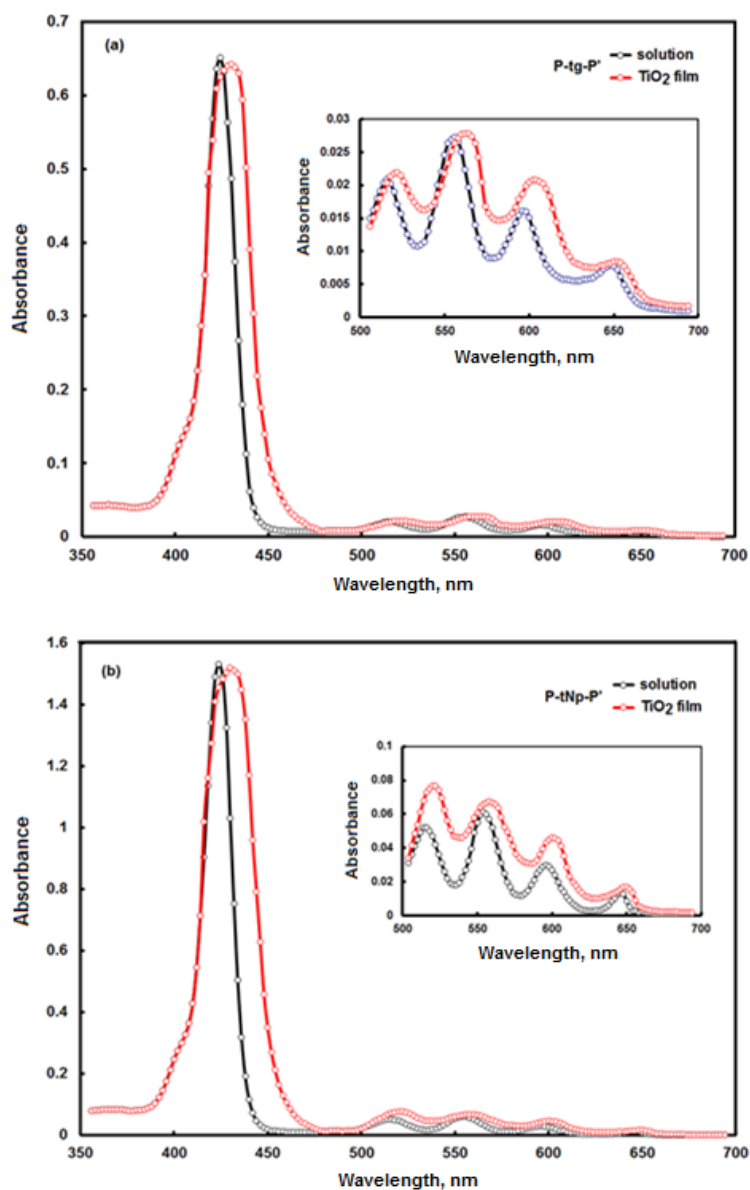 0.7
(a)
P-tg-P'
solution
TiO2 film
0.6
0.5
0.4
0.3
0.2
0.1
0
Absorbance
350 400 450 500 550 600 650 700
Wavelength, nm
0.03
0.025
0.02
0.015
0.01
0.005
0
Absorbance
500 550 600 650 700
Wavelength, nm
1.6
(b)
P-tNp-P'
solution
TiO2 film
1.4
1.2
1
0.8
0.6
0.4
0.2
0
Absorbance
350 400 450 500 550 600 650 700
Wavelength, nm
0.1
0.08
0.06
0.04
0.02
0
Absorbance
500 550 600 650 700
Wavelength, nm